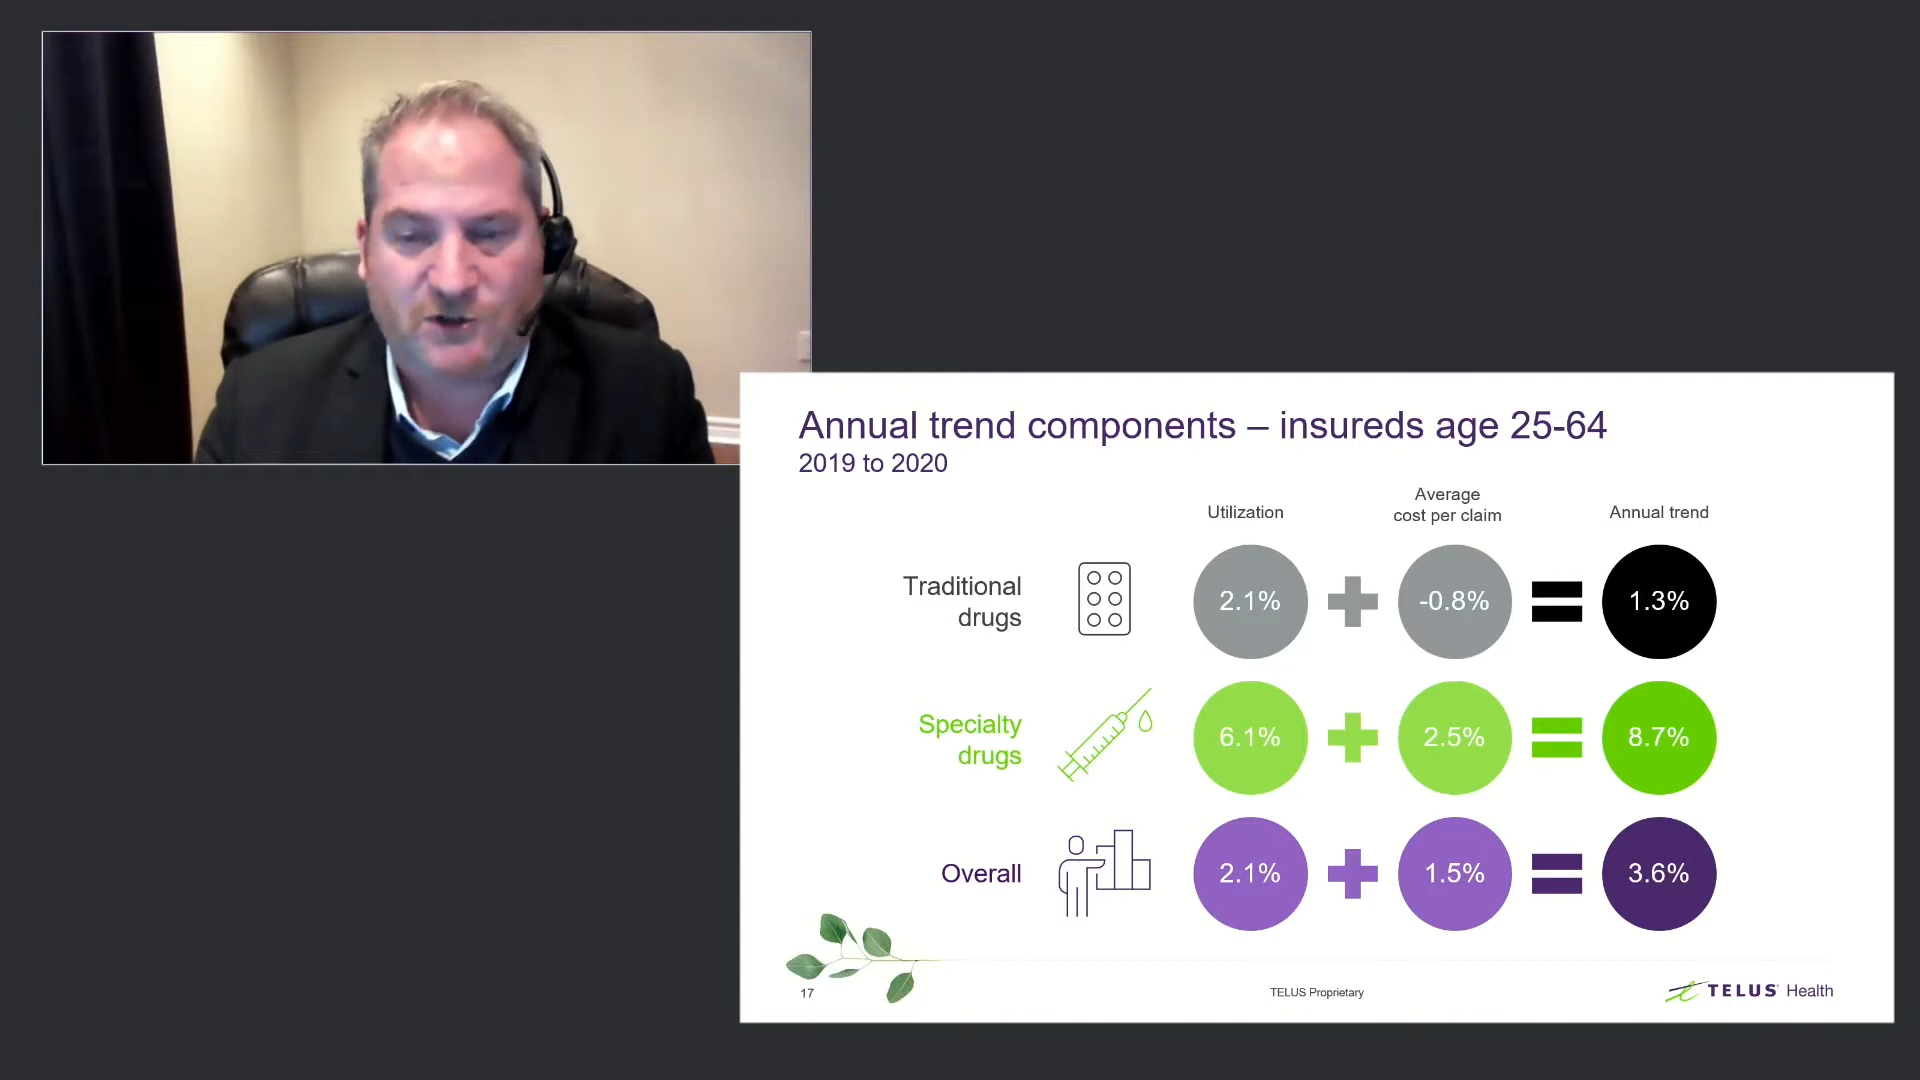 Annual trend components – insureds age 25-64
2019 to 2020
Utilization
Average
cost per claim
Annual trend
Traditional
drugs
2.1%
-0.8%
1.3%
Specialty
drugs
6.1%
2.5%
8.7%
Overall
2.1%
1.5%
3.6%
17
TELUS Proprietary
TELUS Health